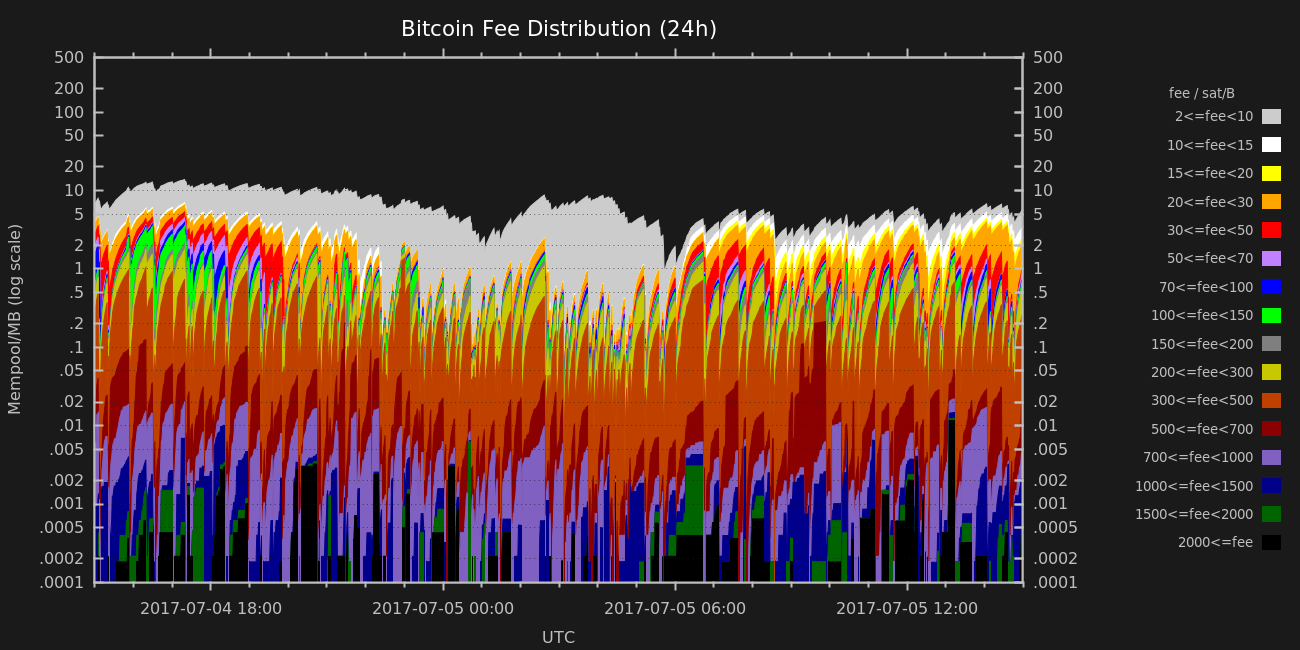 Bitcoin Fee Distribution (24h)
500
200
100
50
20
10
5
2
1
.5
.2
.1
.05
.02
.01
.005
.002
.001
.0005
.0002
.0001
Mempool/MB (log scale)
500
200
100
50
20
10
5
2
1
.5
.2
.1
.05
.02
.01
.005
.002
.001
.0005
.0002
.0001
2017-07-04 18:00
2017-07-05 00:00
2017-07-05 06:00
2017-07-05 12:00
UTC
fee / sat/B
2<=fee<10
10<=fee<15
15<=fee<20
20<=fee<30
30<=fee<50
50<=fee<70
70<=fee<100
100<=fee<150
150<=fee<200
200<=fee<300
300<=fee<500
500<=fee<700
700<=fee<1000
1000<=fee<1500
1500<=fee<2000
2000<=fee